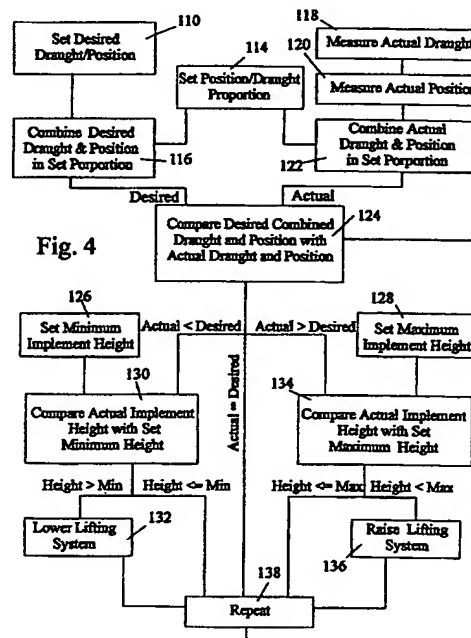 110
Set Desired
Draught/Position
114
Set Position/Draught
Proportion
118
Measure Actual Draught
120
Measure Actual Position
Combine Desired
Draught & Position
in Set Porportion
116
Combine Actual
Draught & Position
in Set Porportion
122
Desired
Actual
124
Compare Desired Combined
Draught and Position with
Actual Draught and Position
Fig. 4
126
Set Minimum
Implement Height
Actual < Desired
Actual > Desired
128
Set Maximum
Implement Height
Actual = Desired
130
Compare Actual Implement
Height with Set
Minimum Height
134
Compare Actual Implement
Height with Set
Maximum Height
Height > Min
Height <= Min
Height <= Max
Height < Max
Lower Lifting
System
132
Raise Lifting
System
136
138
Repeat